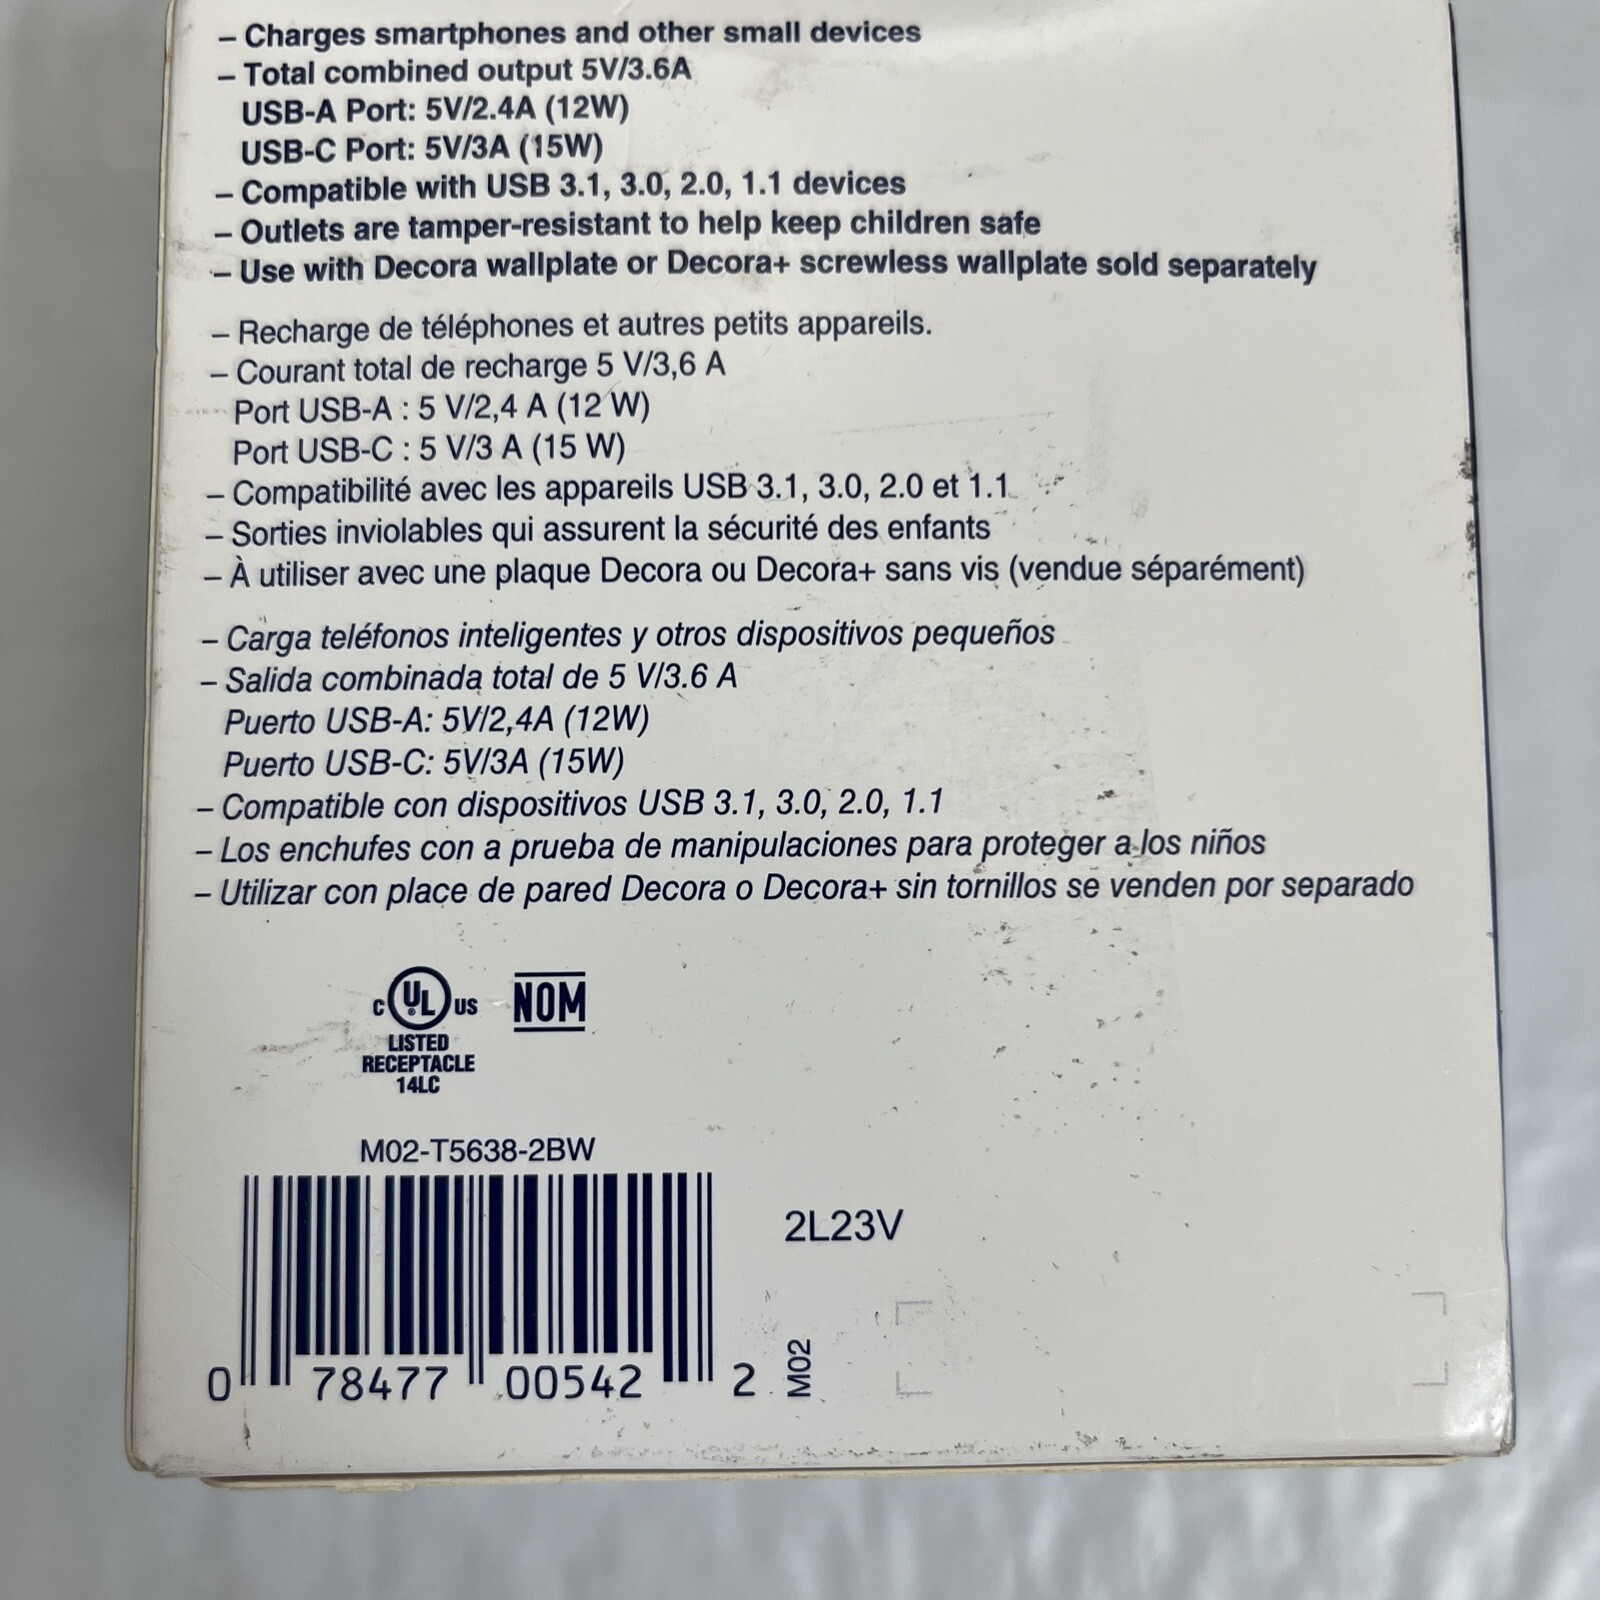 – Charges smartphones and other small devices
– Total combined output 5V/3.6A
USB-A Port: 5V/2.4A (12W)
USB-C Port: 5V/3A (15W)
– Compatible with USB 3.1, 3.0, 2.0, 1.1 devices
– Outlets are tamper-resistant to help keep children safe
– Use with Decora wallplate or Decora+ screwless wallplate sold separately
– Recharge de téléphones et autres petits appareils.
– Courant total de recharge 5 V/3,6 A
Port USB-A : 5 V/2,4 A (12 W)
Port USB-C : 5 V/3 A (15 W)
– Compatibilité avec les appareils USB 3.1, 3.0, 2.0 et 1.1
– Sorties inviolables qui assurent la sécurité des enfants
– À utiliser avec une plaque Decora ou Decora+ sans vis (vendue séparément)
– Carga teléfonos inteligentes y otros dispositivos pequeños
– Salida combinada total de 5 V/3.6 A
Puerto USB-A: 5V/2,4A (12W)
Puerto USB-C: 5V/3A (15W)
– Compatible con dispositivos USB 3.1, 3.0, 2.0, 1.1
– Los enchufes con a prueba de manipulaciones para proteger a los niños
– Utilizar con place de pared Decora o Decora+ sin tornillos se venden por separado
C UL US NOM
LISTED
RECEPTACLE
14LC
M02-T5638-2BW
2L23V
0 78477 00542 2
M02